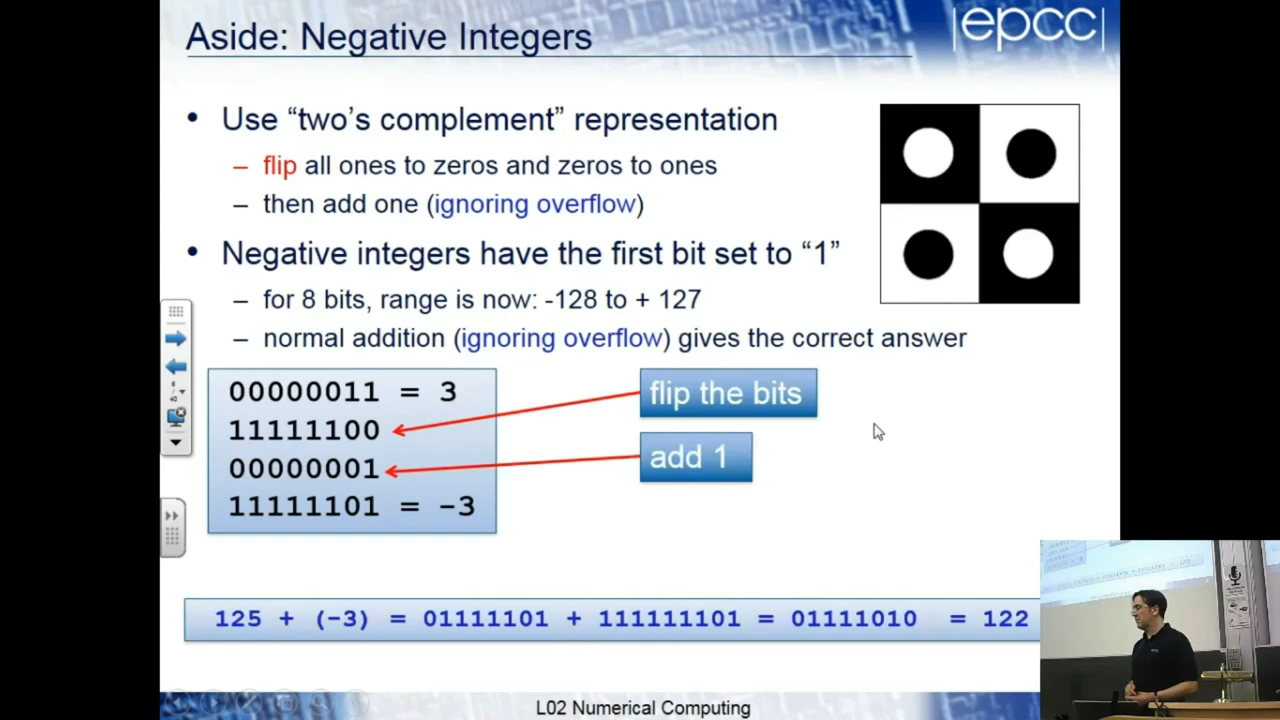 Aside: Negative Integers
|epcc|
• Use “two’s complement” representation
– flip all ones to zeros and zeros to ones
– then add one (ignoring overflow)
• Negative integers have the first bit set to “1”
– for 8 bits, range is now: -128 to + 127
– normal addition (ignoring overflow) gives the correct answer
00000011 = 3
11111100
00000001
11111101 = -3
flip the bits
add 1
125 + (-3) = 01111101 + 111111101 = 01111010 = 122
L02 Numerical Computing